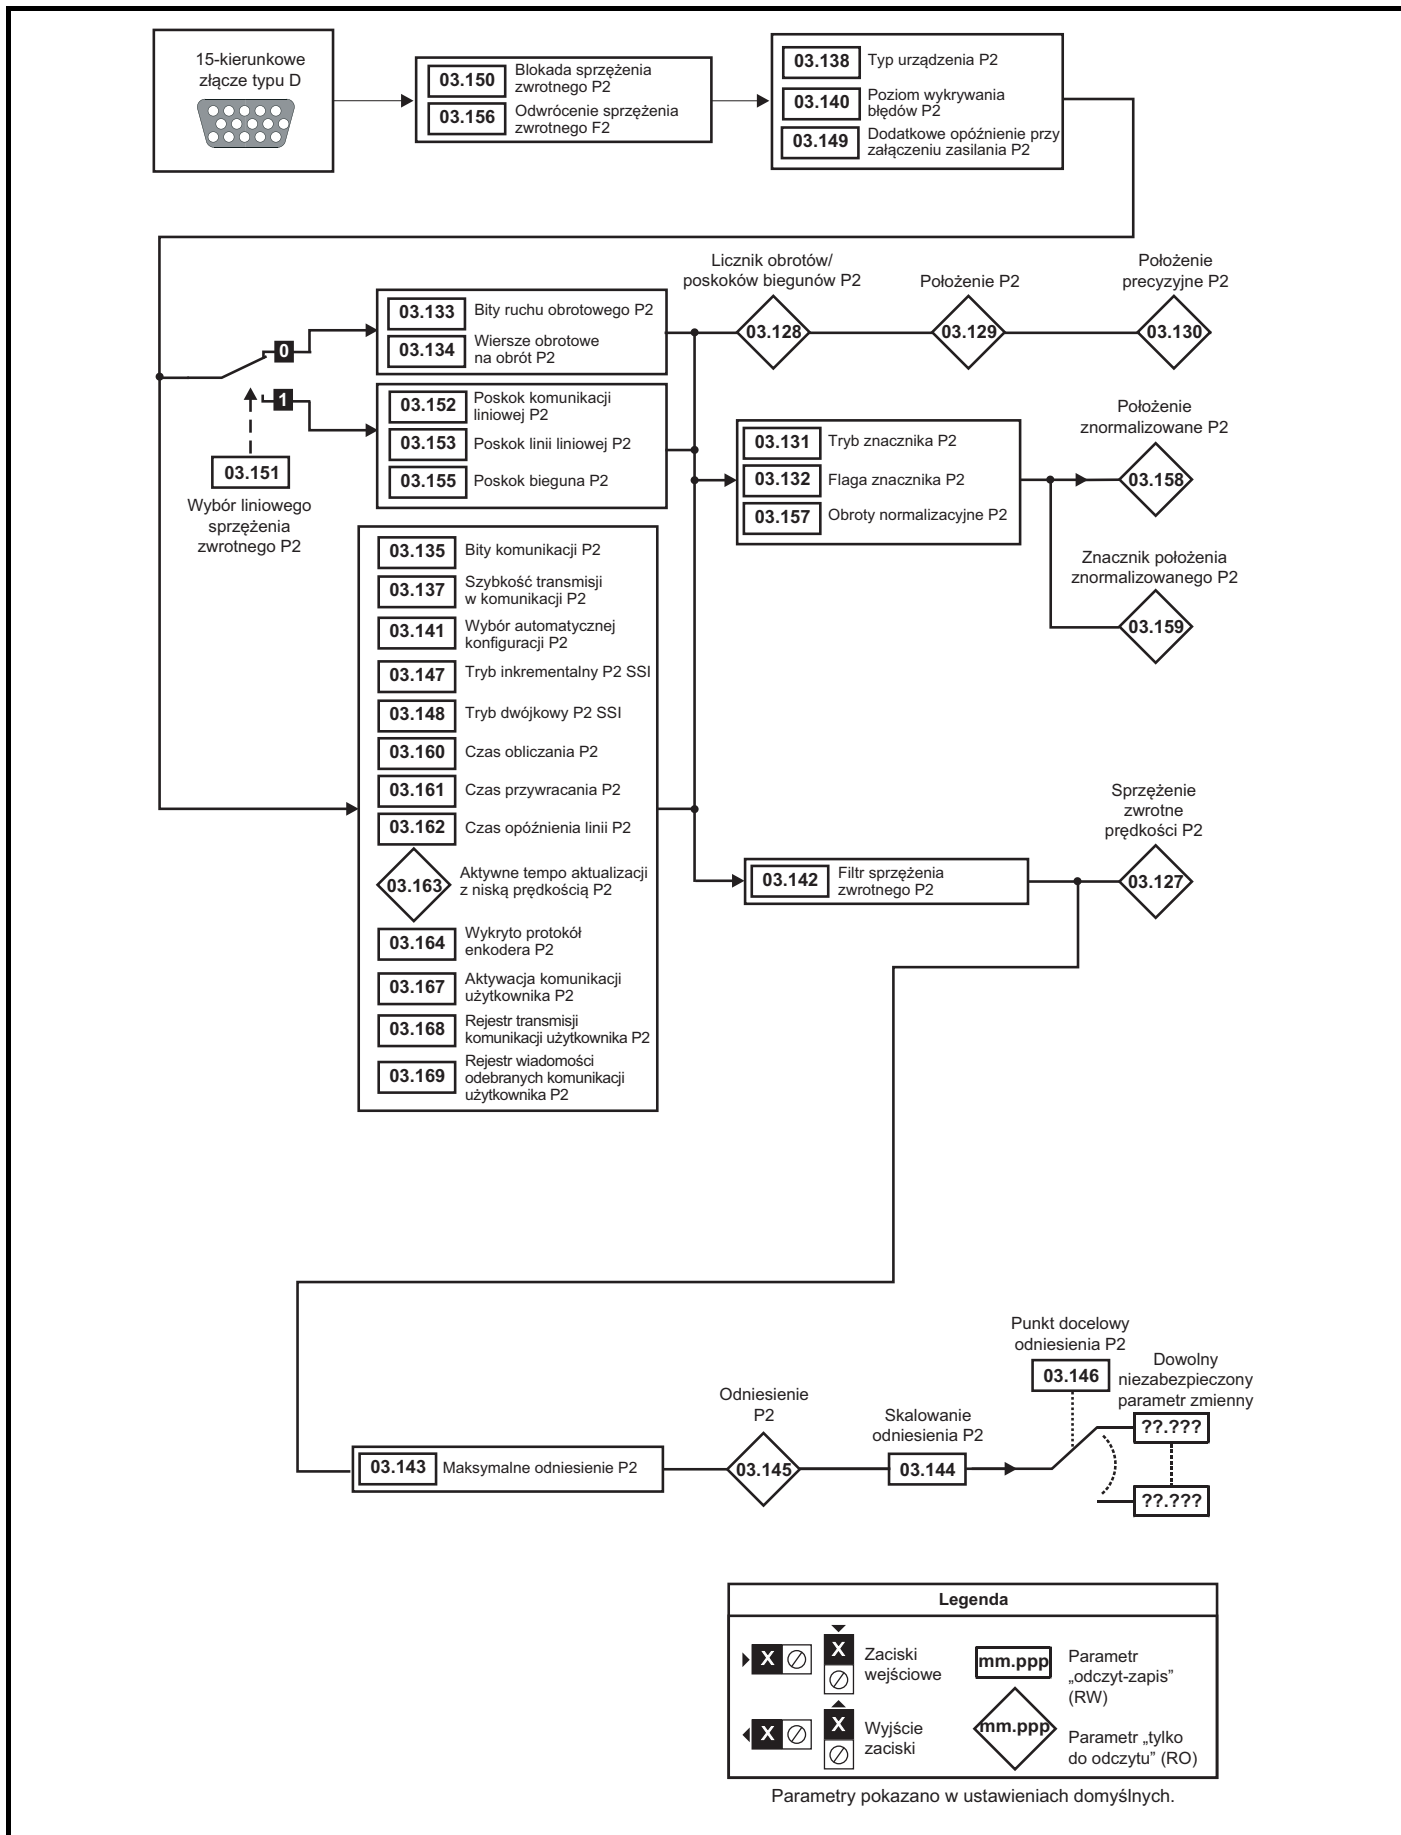 15-kierunkowe
złącze typu D
03.150
Blokada sprzężenia
zwrotnego P2
03.156
Odwrócenie sprzężenia
zwrotnego F2
03.138
Typ urządzenia P2
03.140
Poziom wykrywania
błędów P2
03.149
Dodatkowe opóźnienie przy
załączeniu zasilania P2
03.133
Bity ruchu obrotowego P2
03.134
Wiersze obrotowe
na obrót P2
Licznik obrotów/
poskoków biegunów P2
03.128
Położenie P2
03.129
Położenie
precyzyjne P2
03.130
0
1
03.151
Wybór liniowego
sprzężenia
zwrotnego P2
03.152
Poskok komunikacji
liniowej P2
03.153
Poskok linii liniowej P2
03.155
Poskok bieguna P2
03.131
Tryb znacznika P2
03.132
Flaga znacznika P2
03.157
Obroty normalizacyjne P2
Położenie
znormalizowane P2
03.158
Znacznik położenia
znormalizowanego P2
03.159
03.135
Bity komunikacji P2
03.137
Szybkość transmisji
w komunikacji P2
03.141
Wybór automatycznej
konfiguracji P2
03.147
Tryb inkrementalny P2 SSI
03.148
Tryb dwójkowy P2 SSI
03.160
Czas obliczania P2
03.161
Czas przywracania P2
03.162
Czas opóźnienia linii P2
03.163
Aktywne tempo aktualizacji
z niską prędkością P2
03.164
Wykryto protokół
enkodera P2
03.167
Aktywacja komunikacji
użytkownika P2
03.168
Rejestr transmisji
komunikacji użytkownika P2
03.169
Rejestr wiadomości
odebranych komunikacji
użytkownika P2
03.142
Filtr sprzężenia
zwrotnego P2
Sprzężenie
zwrotne
prędkości P2
03.127
03.143
Maksymalne odniesienie P2
Odniesienie
P2
03.145
Skalowanie
odniesienia P2
03.144
Punkt docelowy
odniesienia P2
03.146
Dowolny
niezabezpieczony
parametr zmienny
??.???
??.???
Legenda
X
X
Zaciski
wejściowe
mm.ppp
Parametr
„odczyt-zapis”
(RW)
X
X
Wyjście
zaciski
mm.ppp
Parametr „tylko
do odczytu” (RO)
Parametry pokazano w ustawieniach domyślnych.